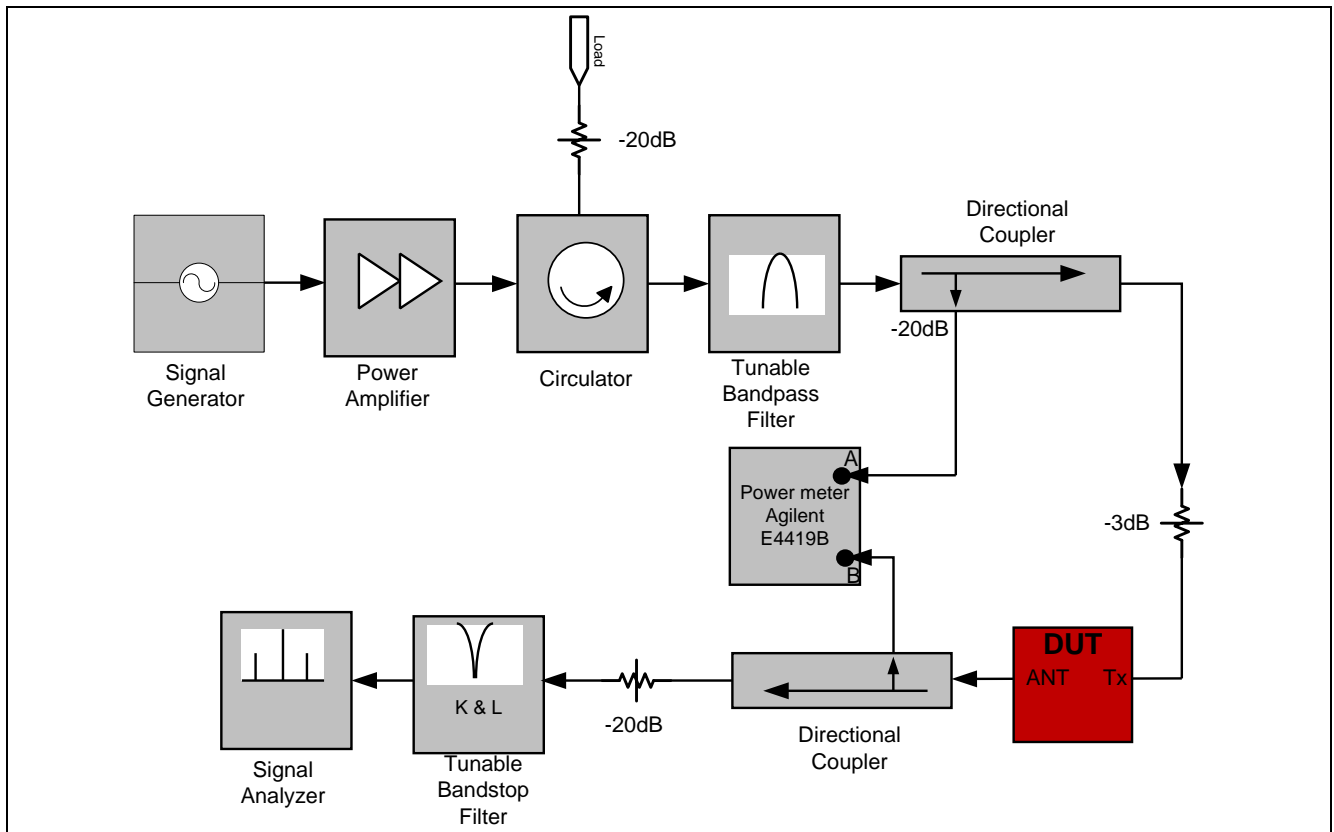 Load
-20dB
Directional
Coupler
-20dB
Signal
Generator
Power
Amplifier
Circulator
Tunable
Bandpass
Filter
A
Power meter
Agilent
E4419B
B
-3dB
DUT
ANT Tx
K & L
-20dB
Directional
Coupler
Signal
Analyzer
Tunable
Bandstop
Filter